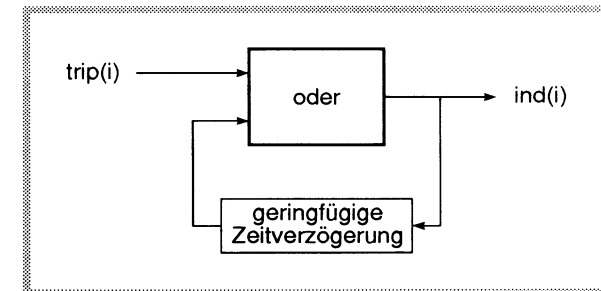 trip(i)
oder
ind(i)
geringfügige
Zeitverzögerung